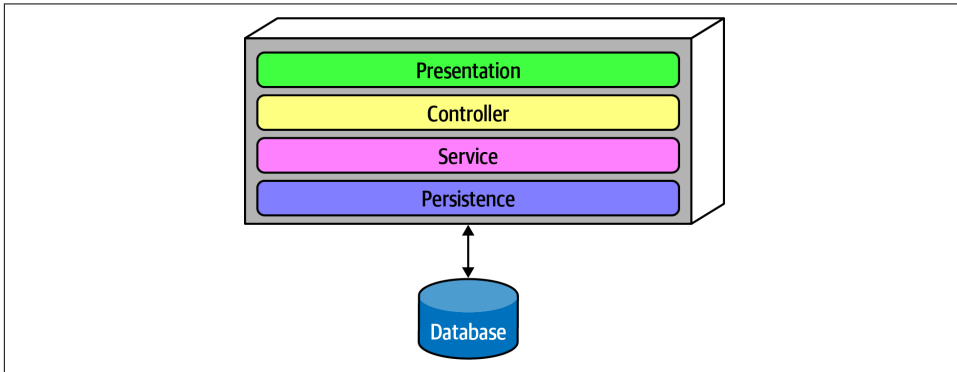 Presentation
Controller
Service
Persistence
Database